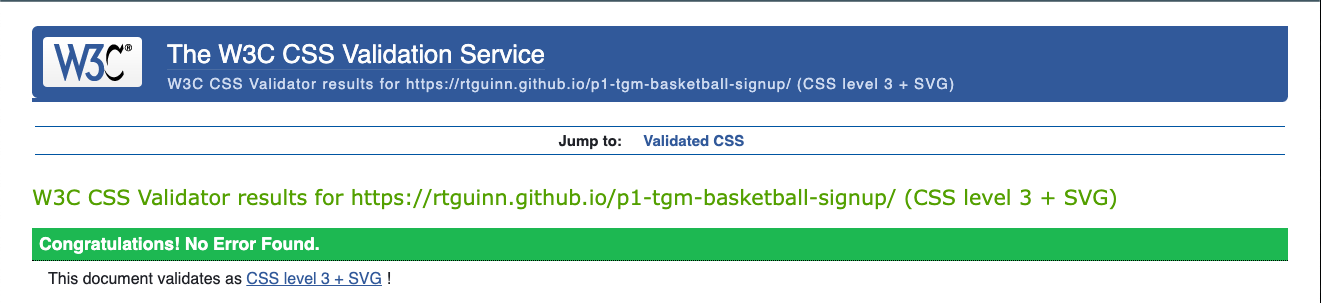 W3C®
The W3C CSS Validation Service
W3C CSS Validator results for https://rtguinn.github.io/p1-tgm-basketball-signup/ (CSS level 3 + SVG)
Jump to: Validated CSS
W3C CSS Validator results for https://rtguinn.github.io/p1-tgm-basketball-signup/ (CSS level 3 + SVG)
Congratulations! No Error Found.
This document validates as CSS level 3 + SVG !